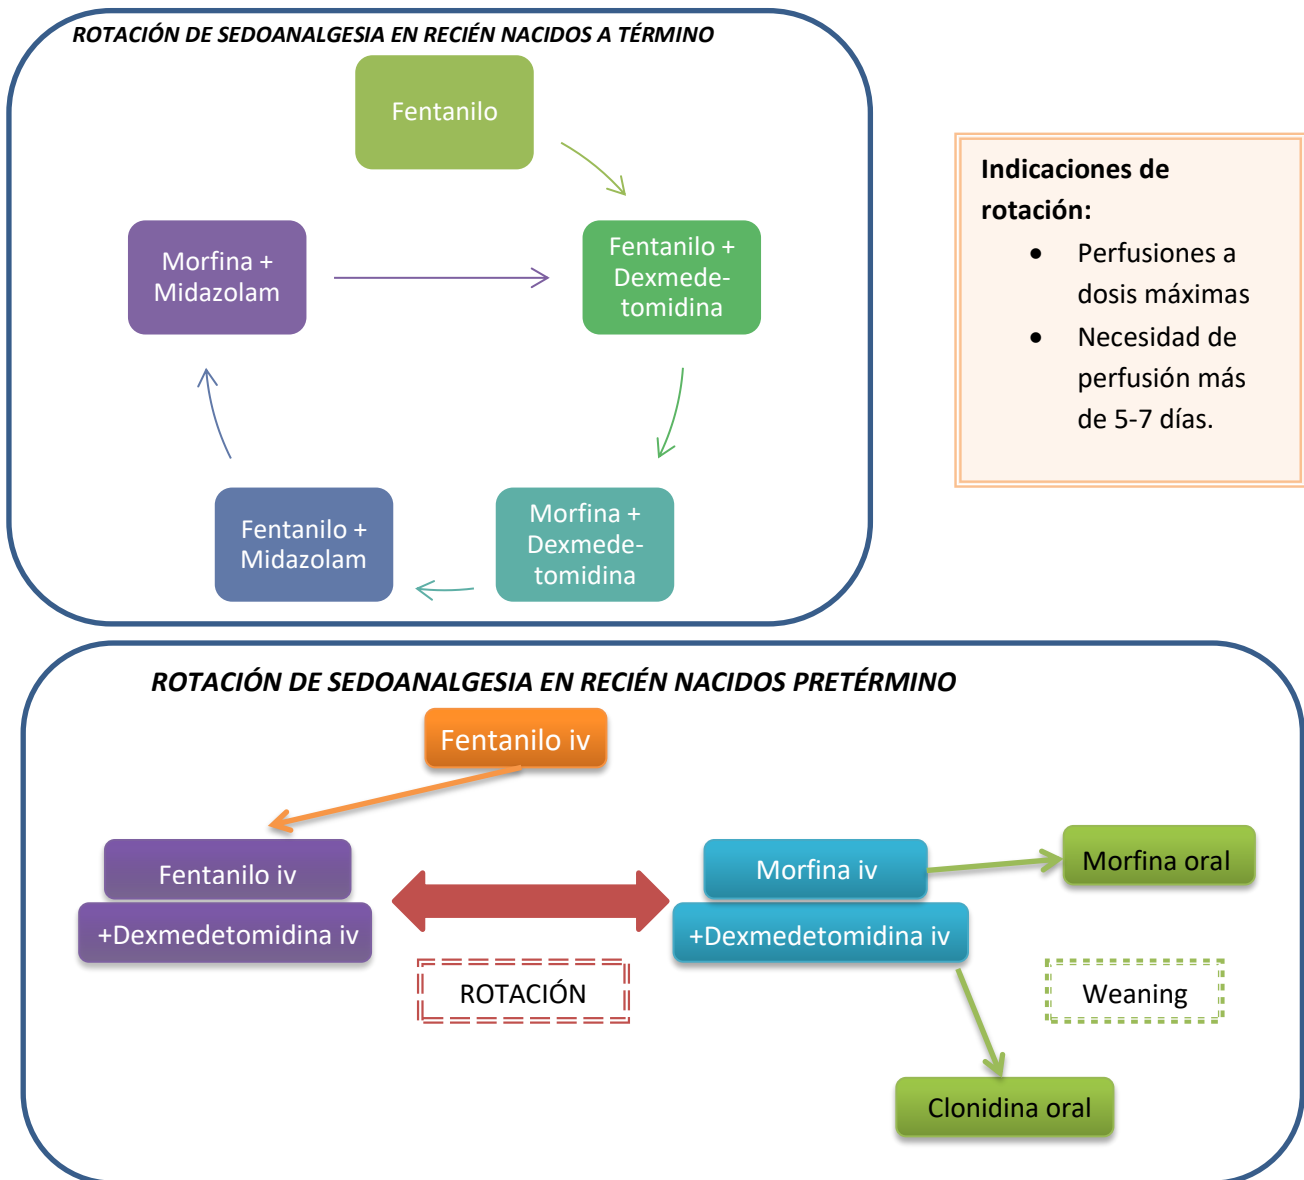 ROTACIÓN DE SEDOANALGESIA EN RECIÉN NACIDOS A TÉRMINO
Fentanilo
Fentanilo +
Dexmede-
tomidina
Morfina +
Dexmede-
tomidina
Fentanilo +
Midazolam
Morfina +
Midazolam
Indicaciones de
rotación:
• Perfusiones a
dosis máximas
• Necesidad de
perfusión más
de 5-7 días.
ROTACIÓN DE SEDOANALGESIA EN RECIÉN NACIDOS PRETÉRMINO
Fentanilo iv
Fentanilo iv
+Dexmedetomidina iv
ROTACIÓN
Morfina iv
+Dexmedetomidina iv
Morfina oral
Weaning
Clonidina oral